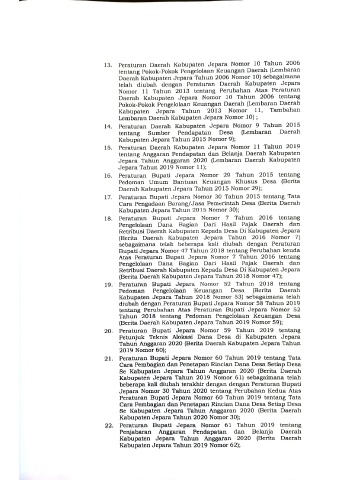 13. Peraturan Daerah Kabupaten Jepara Nomor 10 Tahun 2006
tentang Pokok-Pokok Pengelolaan Keuangan Daerah (Lembaran
Daerah Kabupaten Jepara Tahun 2006 Nomor 10) sebagaimana
telah diubah dengan Peraturan Daerah Kabupaten Jepara
Nomor 11 Tahun 2013 tentang Perubahan Atas Peraturan
Daerah Kabupaten Jepara Nomor 10 Tahun 2006 tentang
Pokok-Pokok Pengelolaan Keuangan Daerah (Lembaran Daerah
Kabupaten Jepara Tahun 2013 Nomor 11, Tambahan
Lembaran Daerah Kabupaten Jepara Nomor 10) ;
14. Peraturan Daerah Kabupaten Jepara Nomor 9 Tahun 2015
tentang Sumber Pendapatan Desa (Lembaran Daerah
Kabupaten Jepara Tahun 2015 Nomor 9);
15. Peraturan Daerah Kabupaten Jepara Nomor 11 Tahun 2019
tentang Anggaran Pendapatan dan Belanja Daerah Kabupaten
Jepara Tahun Anggaran 2020 (Lembaran Daerah Kabupaten
Jepara Tahun 2019 Nomor 11);
16. Peraturan Bupati Jepara Nomor 29 Tahun 2015 tentang
Pedoman Umum Bantuan Keuangan Khusus Desa (Berita
Daerah Kabupaten Jepara Tahun 2015 Nomor 29);
17. Peraturan Bupati Jepara Nomor 30 Tahun 2015 tentang Tata
Cara Pengadaan Barang/Jasa Pemerintah Desa (Berita Daerah
Kabupaten Jepara Tahun 2015 Nomor 30);
18. Peraturan Bupati Jepara Nomor 7 Tahun 2016 tentang
Pengelolaan Dana Bagian Dari Hasil Pajak Daerah dan
Retribusi Daerah Kabupaten Kepada Desa Di Kabupaten Jepara
(Berita Daerah Kabupaten Jepara Tahun 2016 Nomor 7)
sebagaimana telah beberapa kali diubah dengan Peraturan
Bupati Jepara Nomor 47 Tahun 2018 tentang Perubahan kedua
Atas Peraturan Bupati Jepara Nomor 7 Tahun 2016 tentang
Pengelolaan Dana Bagian Dari Hasil Pajak Daerah dan
Retribusi Daerah Kabupaten Kepada Desa Di Kabupaten Jepara
(Berita Daerah Kabupaten Jepara Tahun 2018 Nomor 47);
19. Peraturan Bupati Jepara Nomor 52 Tahun 2018 tentang
Pedoman Pengelolaan Keuangan Desa (Berita Daerah
Kabupaten Jepara Tahun 2018 Nomor 53) sebagaimana telah
diubah dengan Peraturan Bupati Jepara Nomor 58 Tahun 2019
tentang Perubahan Atas Peraturan Bupati Jepara Nomor 52
Tahun 2018 tentang Pedoman Pengelolaan Keuangan Desa
(Berita Daerah Kabupaten Jepara Tahun 2019 Nomor 59);
20. Peraturan Bupati Jepara Nomor 59 Tahun 2019 tentang
Petunjuk Teknis Alokasi Dana Desa di Kabupaten Jepara
Tahun Anggaran 2020 (Berita Daerah Kabupaten Jepara Tahun
2019 Nomor 60);
21. Peraturan Bupati Jepara Nomor 60 Tahun 2019 tentang Tata
Cara Pembagian dan Penetapan Rincian Dana Desa Setiap Desa
Se Kabupaten Jepara Tahun Anggaran 2020 (Berita Daerah
Kabupaten Jepara Tahun 2019 Nomor 61) sebagaimana telah
beberapa kali diubah terakhir dengan dengan Peraturan Bupati
Jepara Nomor 30 Tahun 2020 tentang Perubahan Kedua Atas
Peraturan Bupati Jepara Nomor 60 Tahun 2019 tentang Tata
Cara Pembagian dan Penetapan Rincian Dana Desa Setiap Desa
Se Kabupaten Jepara Tahun Anggaran 2020 (Berita Daerah
Kabupaten Jepara Tahun 2020 Nomor 30);
22. Peraturan Bupati Jepara Nomor 61 Tahun 2019 tentang
Penjabaran Anggaran Pendapatan dan Belanja Daerah
Kabupaten Jepara Tahun Anggaran 2020 (Berita Daerah
Kabupaten Jepara Tahun 2019 Nomor 62);